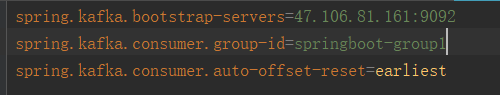 spring.kafka.bootstrap-servers=47.106.81.161:9092
spring.kafka.consumer.group-id=springboot-group1
spring.kafka.consumer.auto-offset-reset=earliest